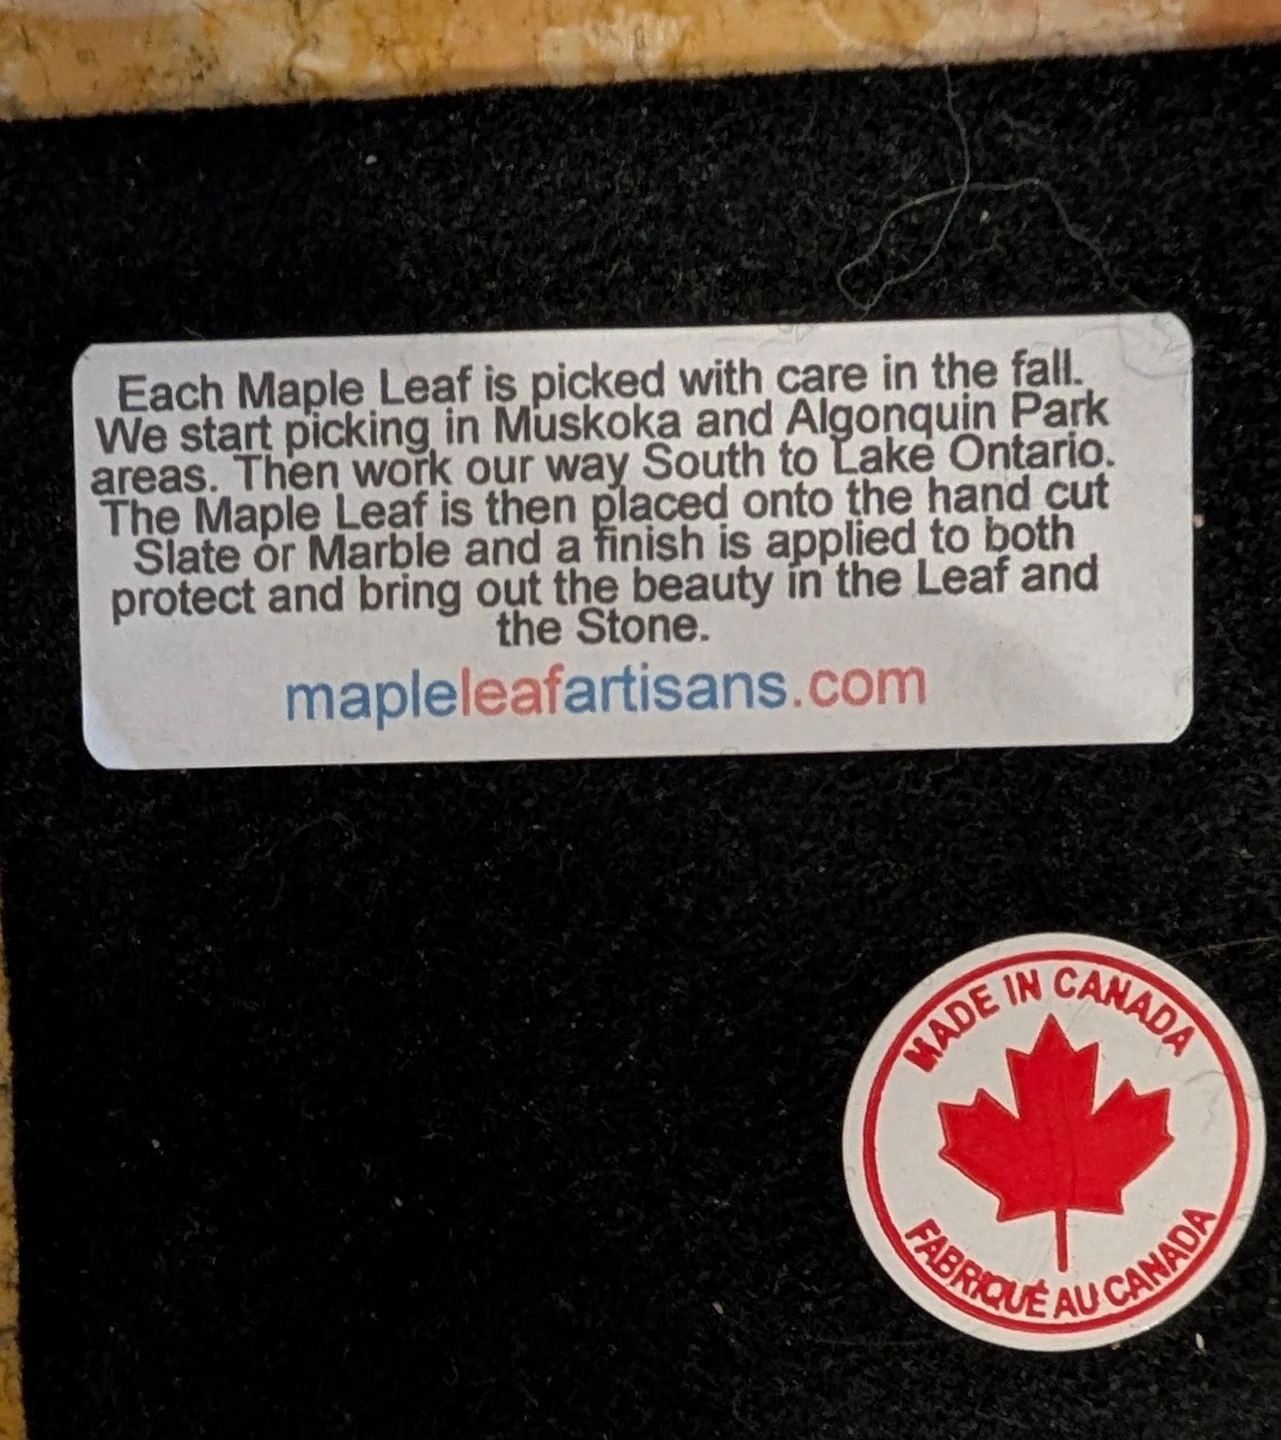 Each Maple Leaf is picked with care in the fall.
We start picking in Muskoka and Algonquin Park
areas. Then work our way South to Lake Ontario.
The Maple Leaf is then placed onto the hand cut
Slate or Marble and a finish is applied to both
protect and bring out the beauty in the Leaf and
the Stone.
mapleleafartisans.com
MADE IN CANADA
FABRIQUÉ AU CANADA